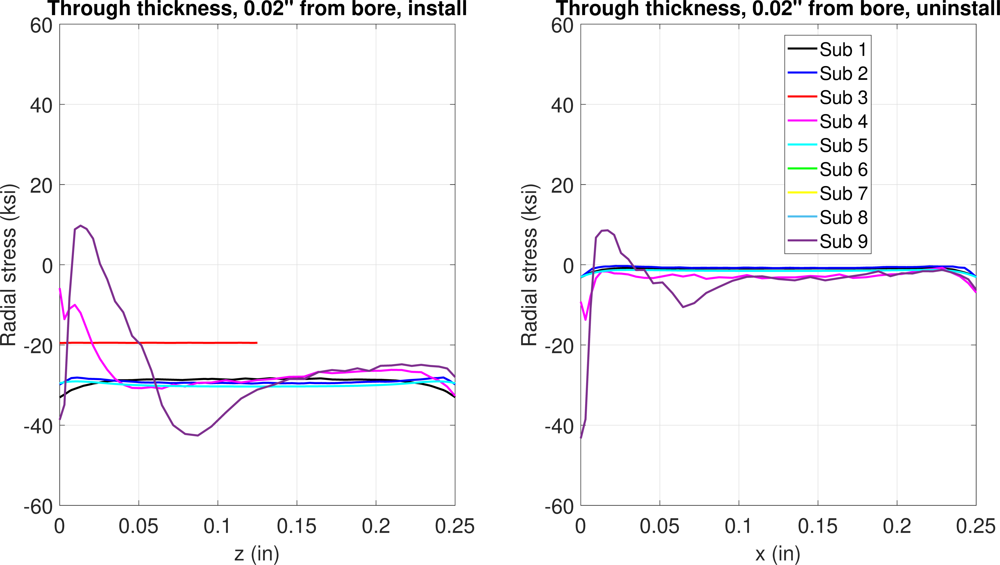 Through thickness, 0.02" from bore, install
60
40
20
0
-20
-40
-60
Radial stress (ksi)
0 0.05 0.1 0.15 0.2 0.25
z (in)
Through thickness, 0.02" from bore, uninstall
60
40
20
0
-20
-40
-60
Radial stress (ksi)
0 0.05 0.1 0.15 0.2 0.25
x (in)
Sub 1
Sub 2
Sub 3
Sub 4
Sub 5
Sub 6
Sub 7
Sub 8
Sub 9